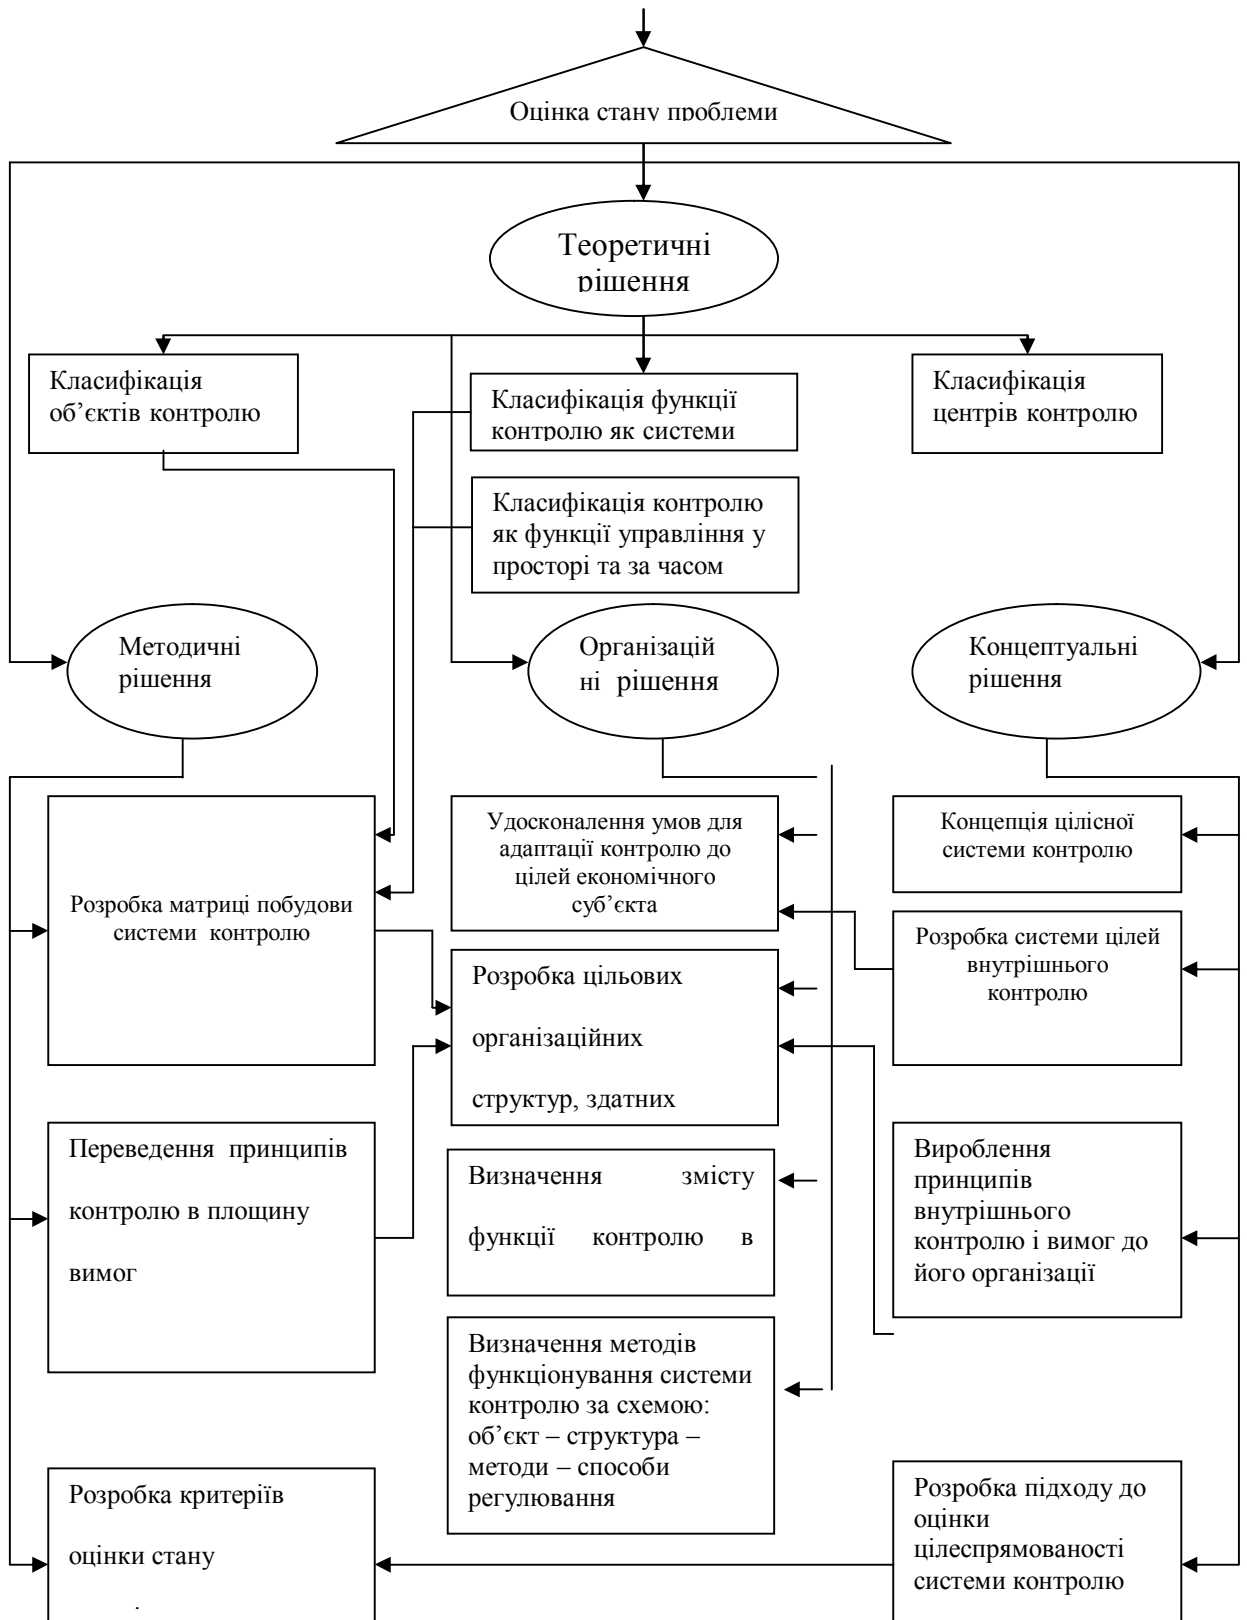 Оцінка стану проблеми
Теоретичні
рішення
Класифікація
об’єктів контролю
Класифікація функції
контролю як системи
Класифікація
центрів контролю
Класифікація контролю
як функції управління у
просторі та за часом
Методичні
рішення
Організацій
ні рішення
Концептуальні
рішення
Розробка матриці побудови
системи контролю
Удосконалення умов для
адаптації контролю до
цілей економічного
суб’єкта
Концепція цілісної
системи контролю
Розробка системи цілей
внутрішнього
контролю
Розробка цільових
організаційних
структур, здатних
Переведення принципів
контролю в площину
вимог
Визначення змісту
функції контролю в
Вироблення
принципів
внутрішнього
контролю і вимог до
його організації
Визначення методів
функціонування системи
контролю за схемою:
об’єкт – структура –
методи – способи
регулювання
Розробка критеріїв
оцінки стану
Розробка підходу до
оцінки
цілеспрямованості
системи контролю